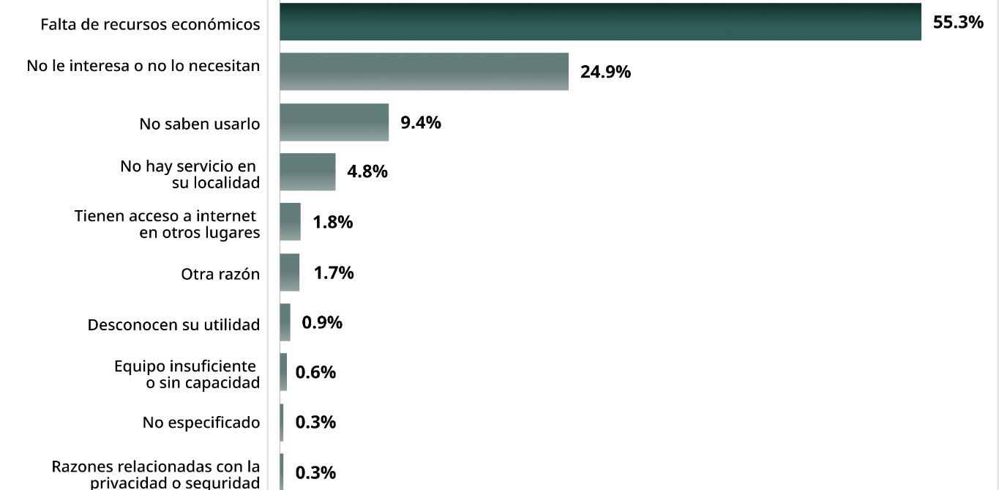 Falta de recursos económicos
55.3%
No le interesa o no lo necesitan
24.9%
No saben usarlo
9.4%
No hay servicio en
su localidad
4.8%
Tienen acceso a internet
en otros lugares
1.8%
Otra razón
1.7%
Desconocen su utilidad
0.9%
Equipo insuficiente
o sin capacidad
0.6%
No especificado
0.3%
Razones relacionadas con la
privacidad o seguridad
0.3%